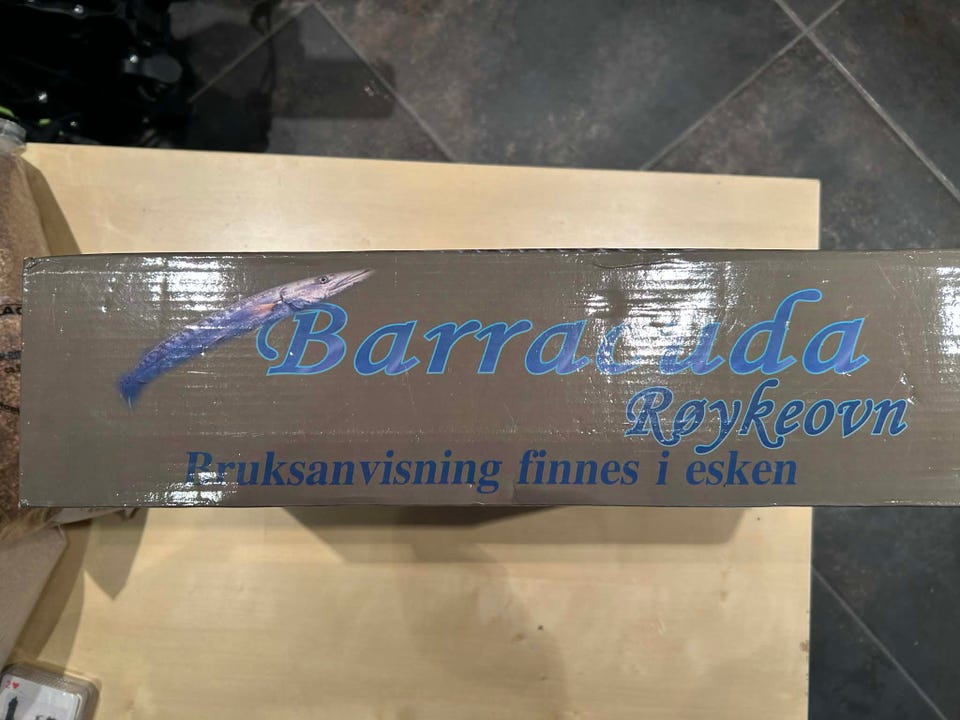 Barracuda
Røykeovn
Bruksanvisning finnes i esken